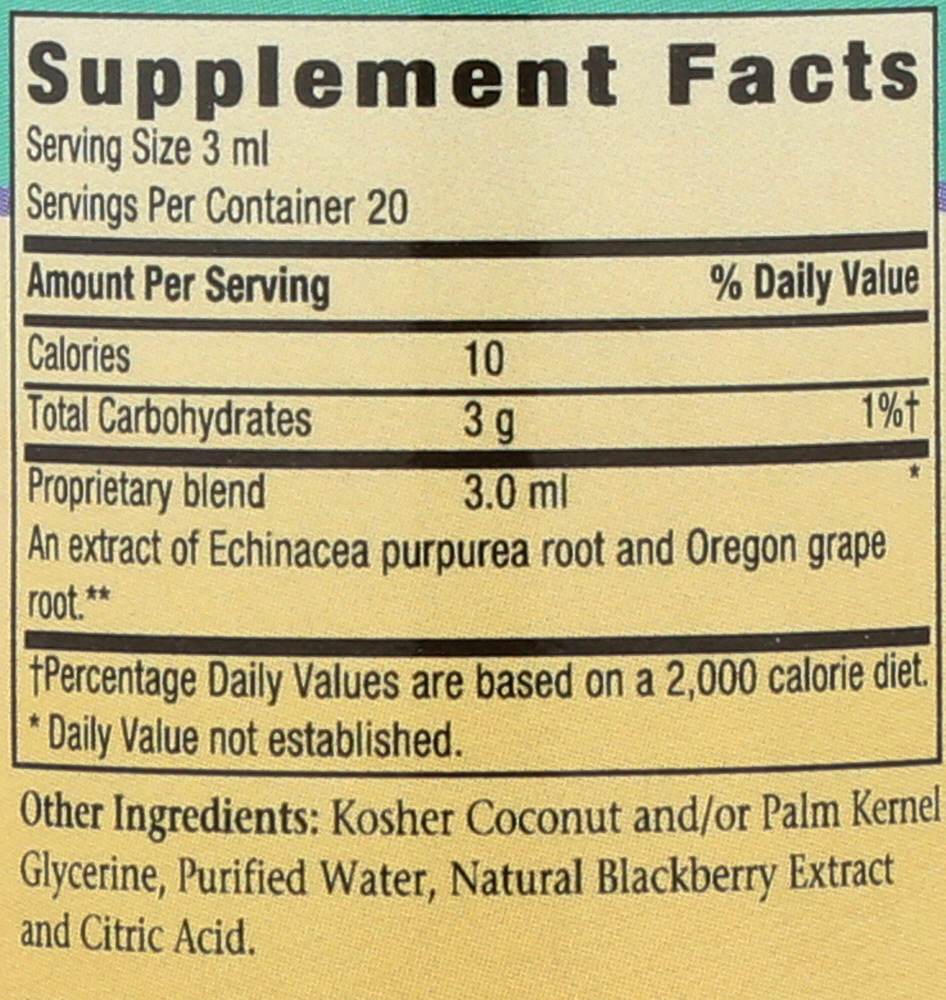 Supplement Facts
Serving Size 3 ml
Servings Per Container 20
Amount Per Serving % Daily Value
Calories 10
Total Carbohydrates 3 g 1%†
Proprietary blend 3.0 ml *
An extract of Echinacea purpurea root and Oregon grape
root.**
†Percentage Daily Values are based on a 2,000 calorie diet.
* Daily Value not established.
Other Ingredients: Kosher Coconut and/or Palm Kernel
Glycerine, Purified Water, Natural Blackberry Extract
and Citric Acid.